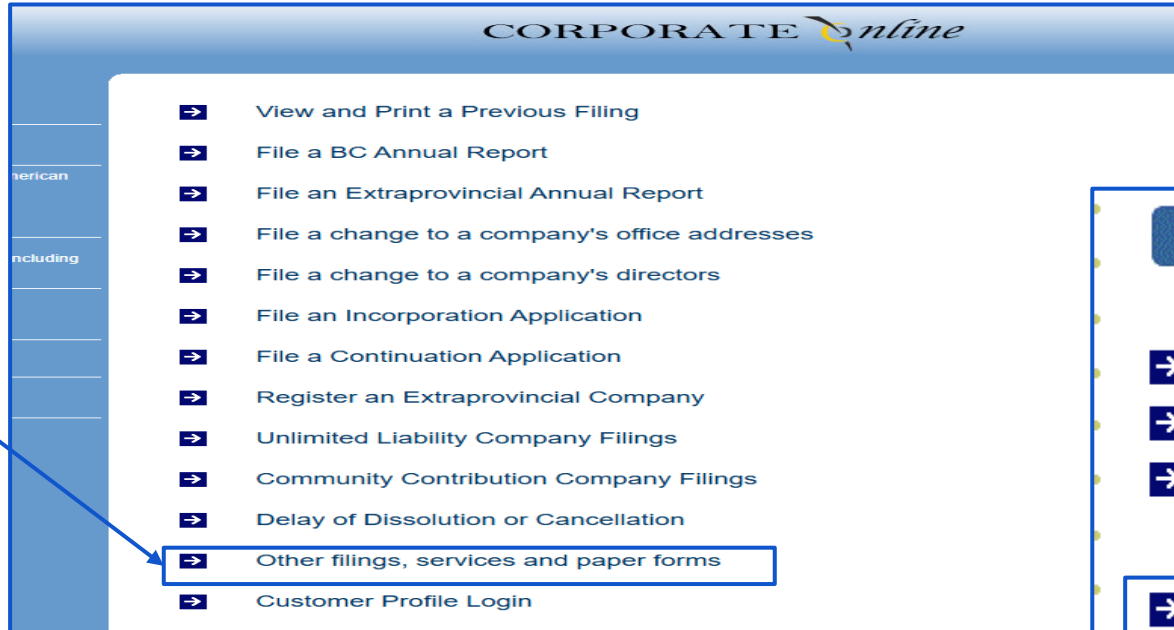 CORPORATE Online
View and Print a Previous Filing
File a BC Annual Report
File an Extraprovincial Annual Report
File a change to a company's office addresses
File a change to a company's directors
File an Incorporation Application
File a Continuation Application
Register an Extraprovincial Company
Unlimited Liability Company Filings
Community Contribution Company Filings
Delay of Dissolution or Cancellation
Other filings, services and paper forms
Customer Profile Login